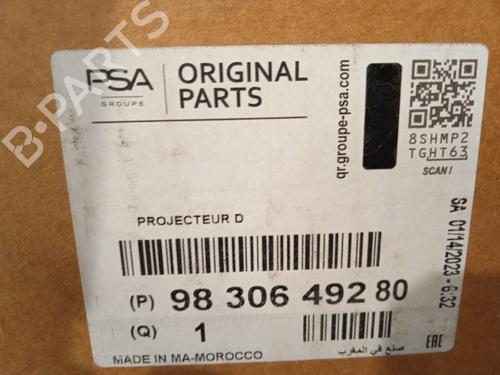 B-PARTS
PSA
GROUPE
ORIGINAL
PARTS
qr.groupe-psa.com
8SHMP2
TGHT63
SCAN!
SA 01/14/2023 - 6:32
PROJECTEUR D
(P) 98 306 492 80
(Q) 1
MADE IN MA-MOROCCO
صنع في المغرب
EAC